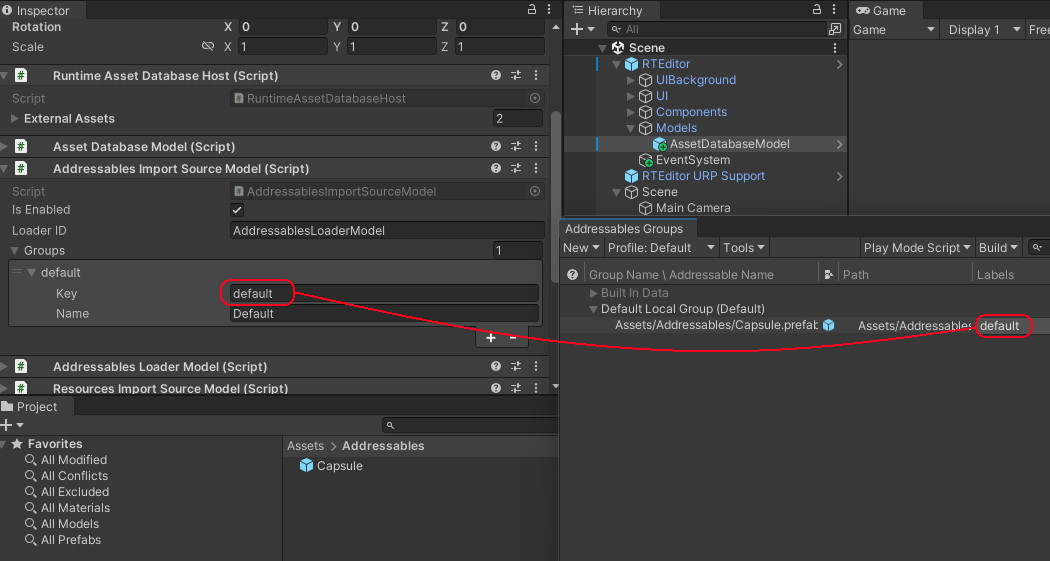 Inspector
Rotation X 0 Y 0 Z 0
Scale X 1 Y 1 Z 1
Runtime Asset Database Host (Script)
Script RuntimeAssetDatabaseHost
External Assets 2
Asset Database Model (Script)
Addressables Import Source Model (Script)
Script AddressablesImportSourceModel
Is Enabled
Loader ID AddressablesLoaderModel
Groups 1
default
Key default
Name Default
+ -
Addressables Loader Model (Script)
Resources Import Source Model (Script)
Project
Favorites
All Modified
All Conflicts
All Excluded
All Materials
All Models
All Prefabs
Assets > Addressables
Capsule
Hierarchy
All
Scene
RTEditor
UIBackground
UI
Components
Models
AssetDatabaseModel
EventSystem
RTEditor URP Support
Scene
Main Camera
Game
Game Display 1 Free
Addressables Groups
New Profile: Default Tools Play Mode Script Build
Group Name \ Addressable Name Path Labels
Built In Data
Default Local Group (Default)
Assets/Addressables/Capsule.prefab Assets/Addressables default